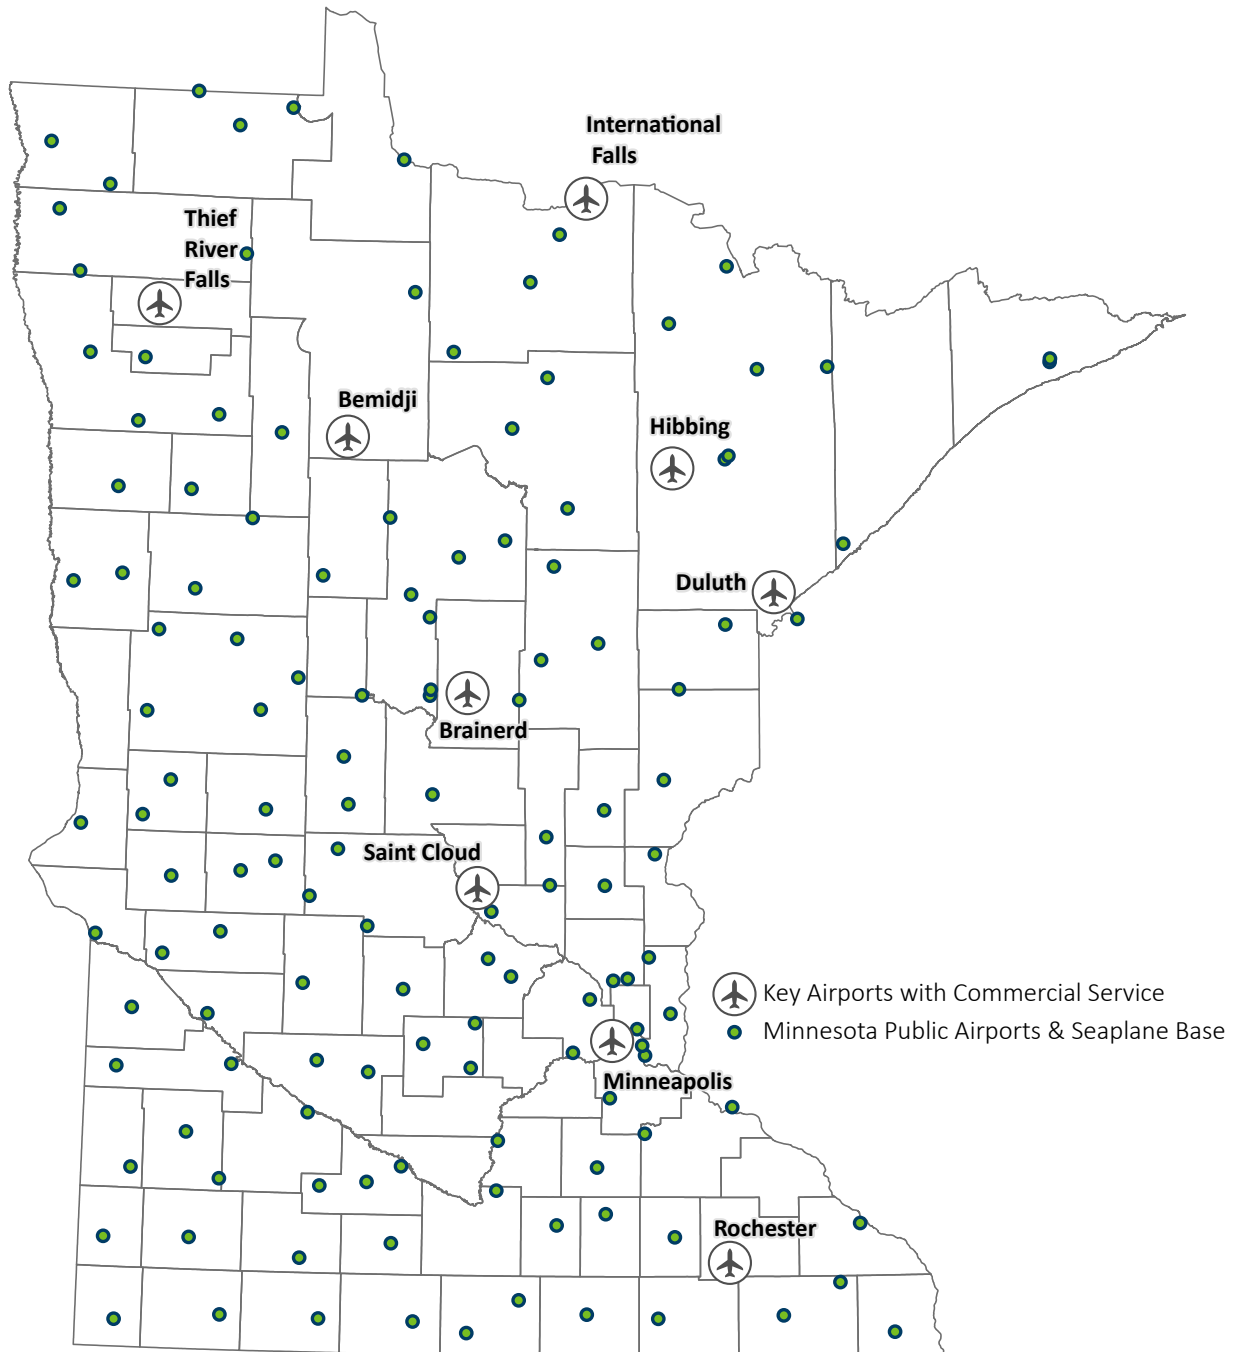 International
Falls
Thief
River
Falls
Bemidji
Hibbing
Duluth
Brainerd
Saint Cloud
Key Airports with Commercial Service
Minnesota Public Airports & Seaplane Base
Minneapolis
Rochester